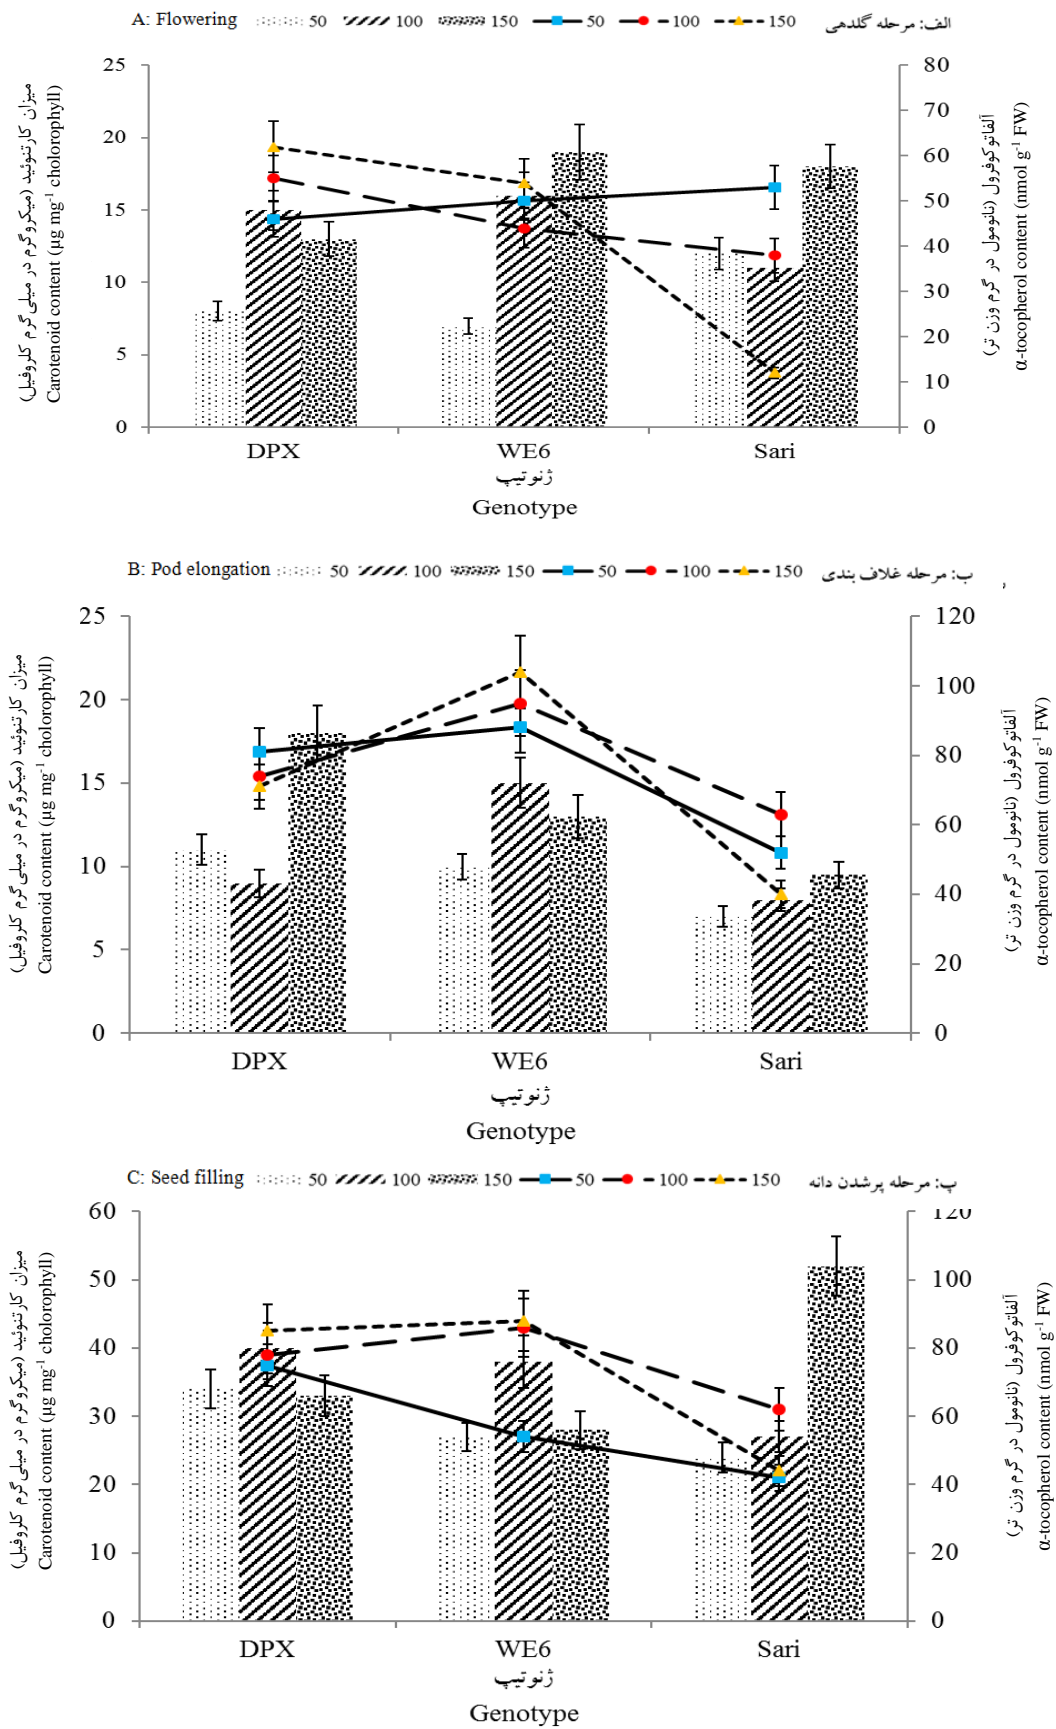 A: Flowering 50 100 150 50 100 150 الف: مرحله گلدهی
میزان کارتنوئید (میکروگرم در میلی‌گرم کلروفیل)
Carotenoid content (µg mg⁻¹ cholorophyll)
25
20
15
10
5
0
80
70
60
50
40
30
20
10
0
آلفاتوکوفرول (نانومول در گرم وزن تر)
α-tocopherol content (nmol g⁻¹ FW)
DPX WE6 Sari
ژنوتیپ
Genotype
B: Pod elongation 50 100 150 50 100 150 ب: مرحله غلاف بندی
میزان کارتنوئید (میکروگرم در میلی‌گرم کلروفیل)
Carotenoid content (µg mg⁻¹ cholorophyll)
25
20
15
10
5
0
120
100
80
60
40
20
0
آلفاتوکوفرول (نانومول در گرم وزن تر)
α-tocopherol content (nmol g⁻¹ FW)
DPX WE6 Sari
ژنوتیپ
Genotype
C: Seed filling 50 100 150 50 100 150 پ: مرحله پرشدن دانه
میزان کارتنوئید (میکروگرم در میلی‌گرم کلروفیل)
Carotenoid content (µg mg⁻¹ cholorophyll)
60
50
40
30
20
10
0
120
100
80
60
40
20
0
آلفاتوکوفرول (نانومول در گرم وزن تر)
α-tocopherol content (nmol g⁻¹ FW)
DPX WE6 Sari
ژنوتیپ
Genotype